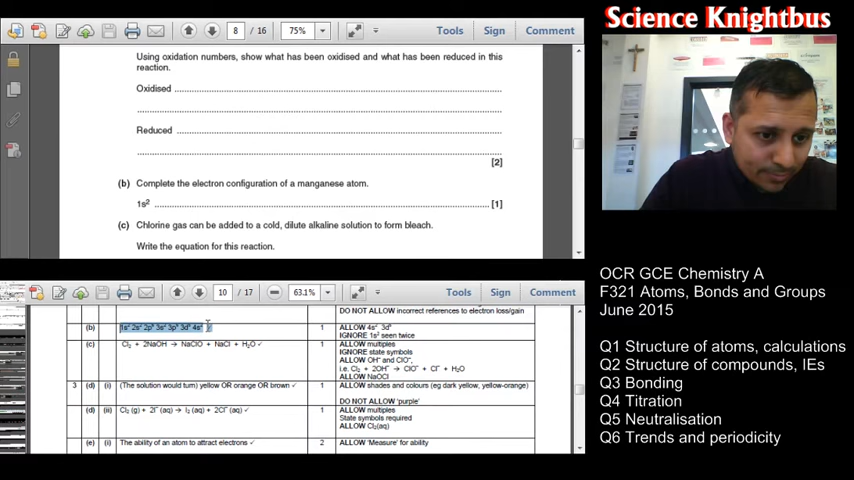 Science Knightbus
8 / 16
75%
Tools
Sign
Comment
Using oxidation numbers, show what has been oxidised and what has been reduced in this
reaction.
Oxidised ..........
Reduced ..........
[2]
(b) Complete the electron configuration of a manganese atom.
1s² .......... [1]
(c) Chlorine gas can be added to a cold, dilute alkaline solution to form bleach.
Write the equation for this reaction.
10 / 17
63.1%
Tools
Sign
Comment
DO NOT ALLOW incorrect references to electron loss/gain
(b) 1s² 2s² 2p⁶ 3s² 3p⁶ 3d⁵ 4s² 1 ALLOW 4s² 3d⁵
IGNORE 1s² seen twice
(c) Cl₂ + 2NaOH → NaClO + NaCl + H₂O ✓ 1 ALLOW multiples
IGNORE state symbols
ALLOW OH⁻ and ClO⁻
i.e. Cl₂ + 2OH⁻ → ClO⁻ + Cl⁻ + H₂O
ALLOW NaOCl
3 (d) (i) (The solution would turn) yellow OR orange OR brown ✓ 1 ALLOW shades and colours (eg dark yellow, yellow-orange)
DO NOT ALLOW 'purple'
(d) (ii) Cl₂ (g) + 2I⁻ (aq) → I₂ (aq) + 2Cl⁻ (aq) ✓ 1 ALLOW multiples
State symbols required
ALLOW Cl₂(aq)
(e) (i) The ability of an atom to attract electrons ✓ 2 ALLOW 'Measure' for ability
OCR GCE Chemistry A
F321 Atoms, Bonds and Groups
June 2015
Q1 Structure of atoms, calculations
Q2 Structure of compounds, IEs
Q3 Bonding
Q4 Titration
Q5 Neutralisation
Q6 Trends and periodicity